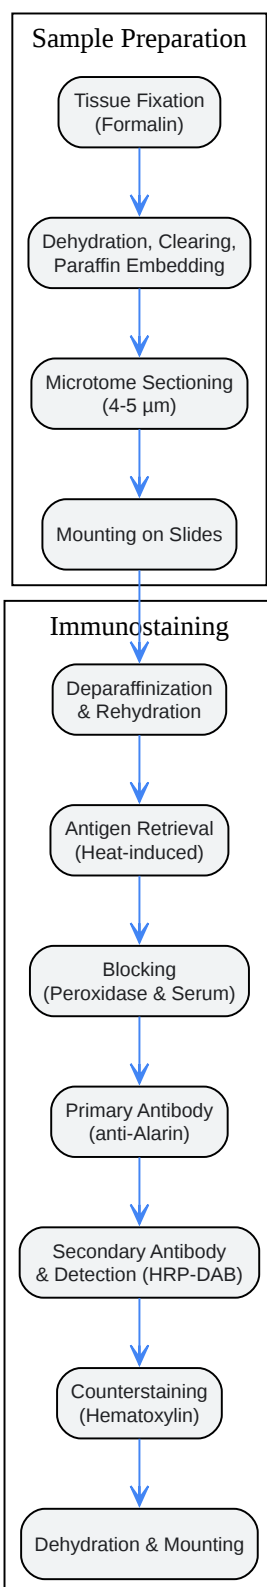 Sample Preparation
Tissue Fixation
(Formalin)
Dehydration, Clearing,
Paraffin Embedding
Microtome Sectioning
(4-5 µm)
Mounting on Slides
Immunostaining
Deparaffinization
& Rehydration
Antigen Retrieval
(Heat-induced)
Blocking
(Peroxidase & Serum)
Primary Antibody
(anti-Alarin)
Secondary Antibody
& Detection (HRP-DAB)
Counterstaining
(Hematoxylin)
Dehydration & Mounting